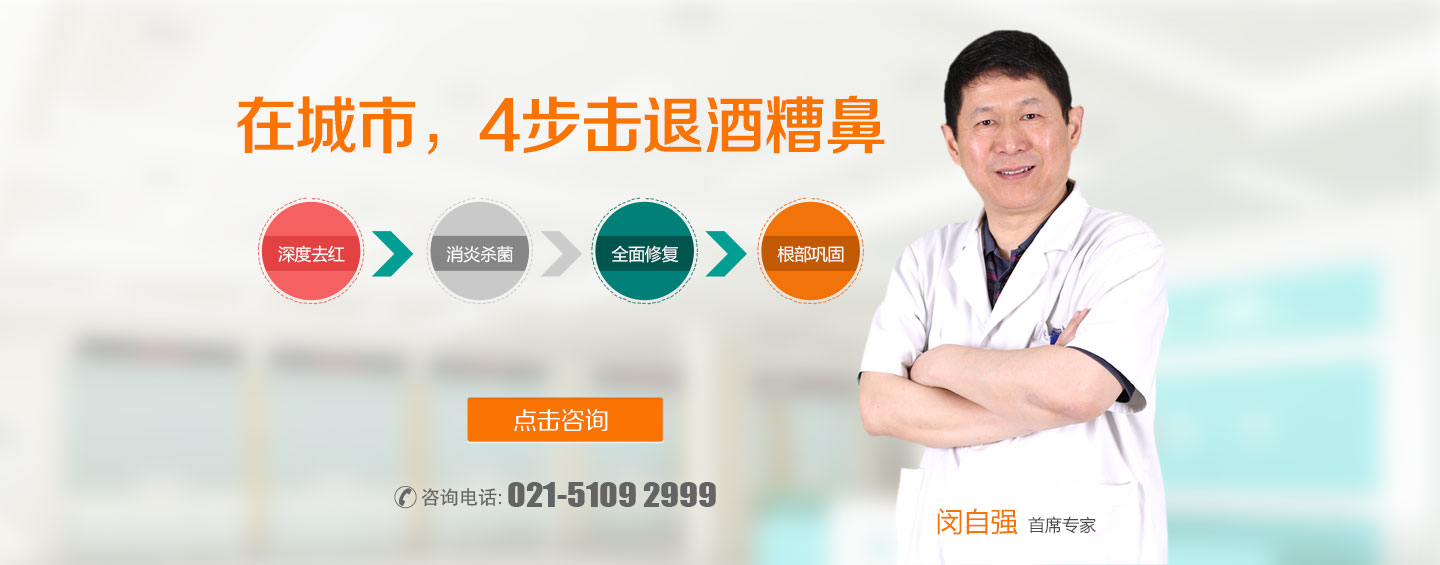 在城市，4步击退酒糟鼻
深度去红
消炎杀菌
全面修复
根部巩固
点击咨询
咨询电话: 021-5109 2999
闵自强 首席专家